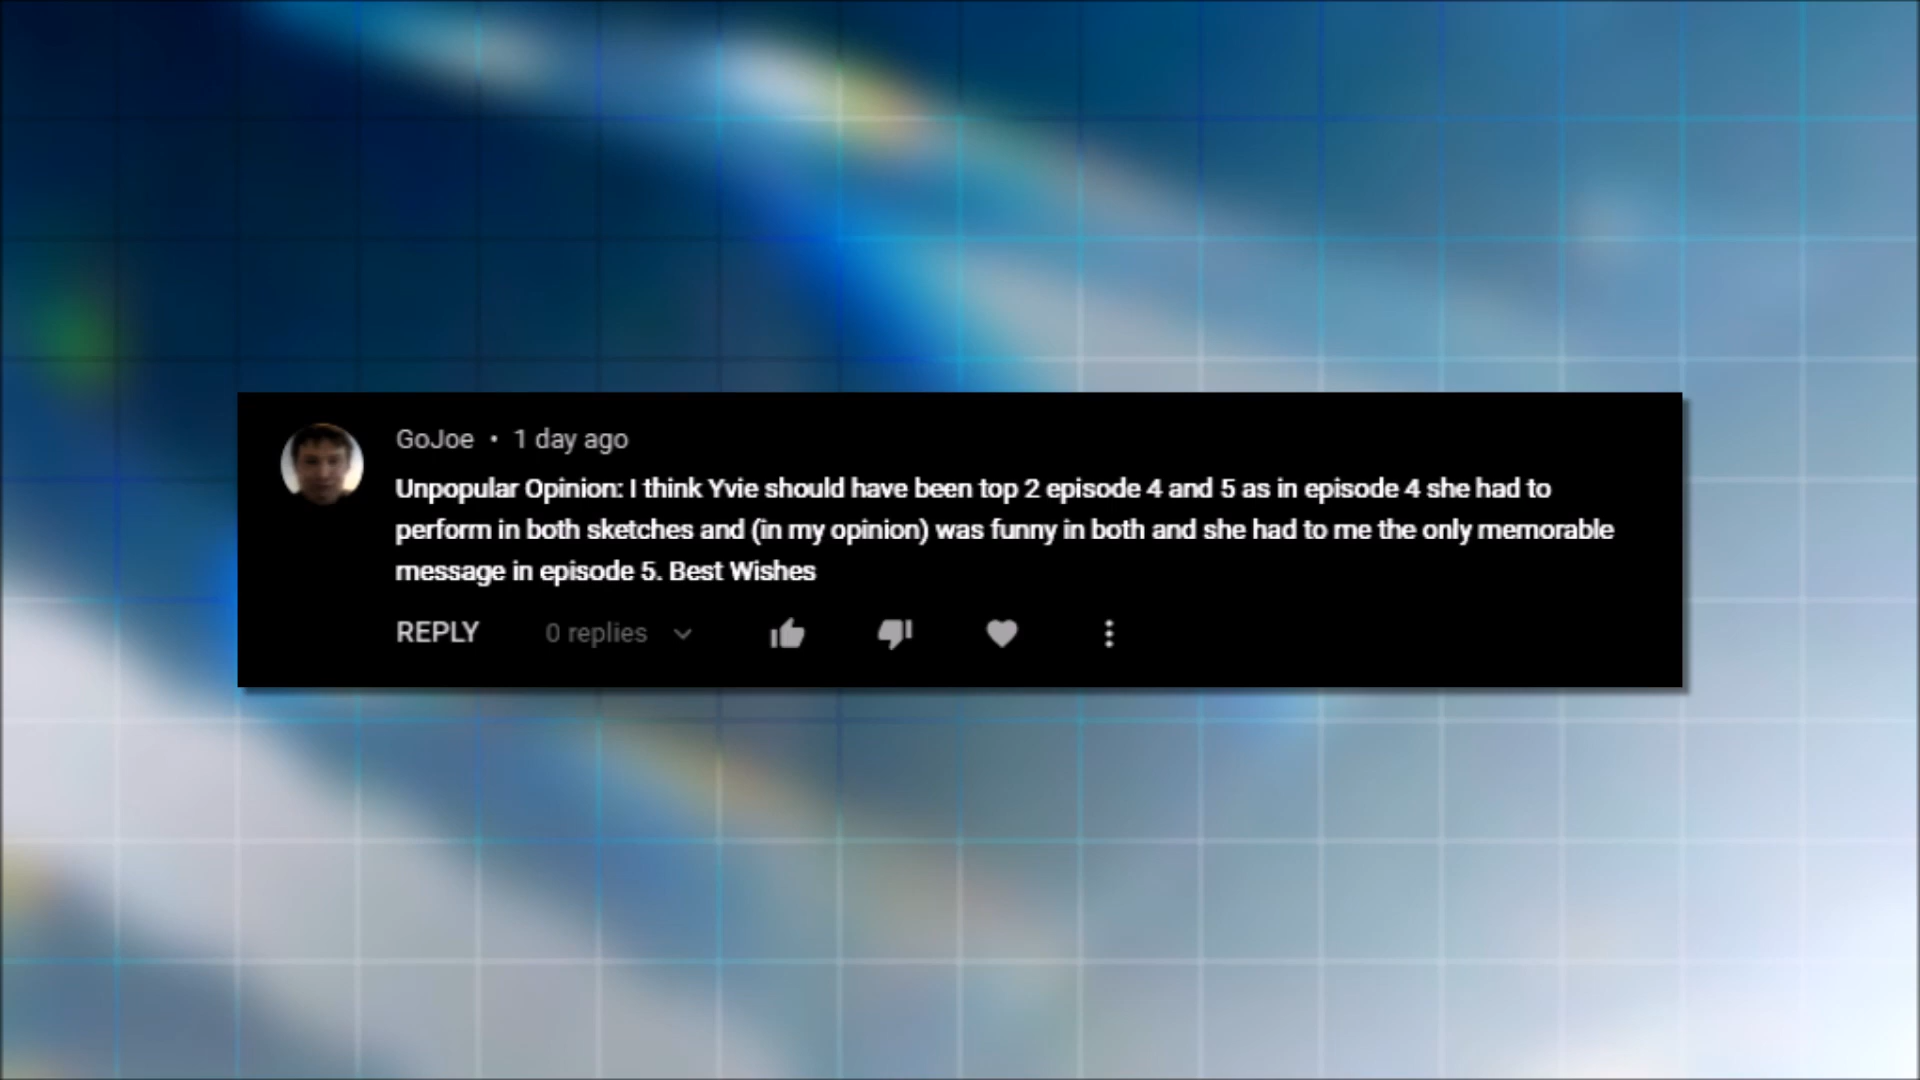 GoJoe • 1 day ago
Unpopular Opinion: I think Yvie should have been top 2 episode 4 and 5 as in episode 4 she had to
perform in both sketches and (in my opinion) was funny in both and she had to me the only memorable
message in episode 5. Best Wishes
REPLY 0 replies